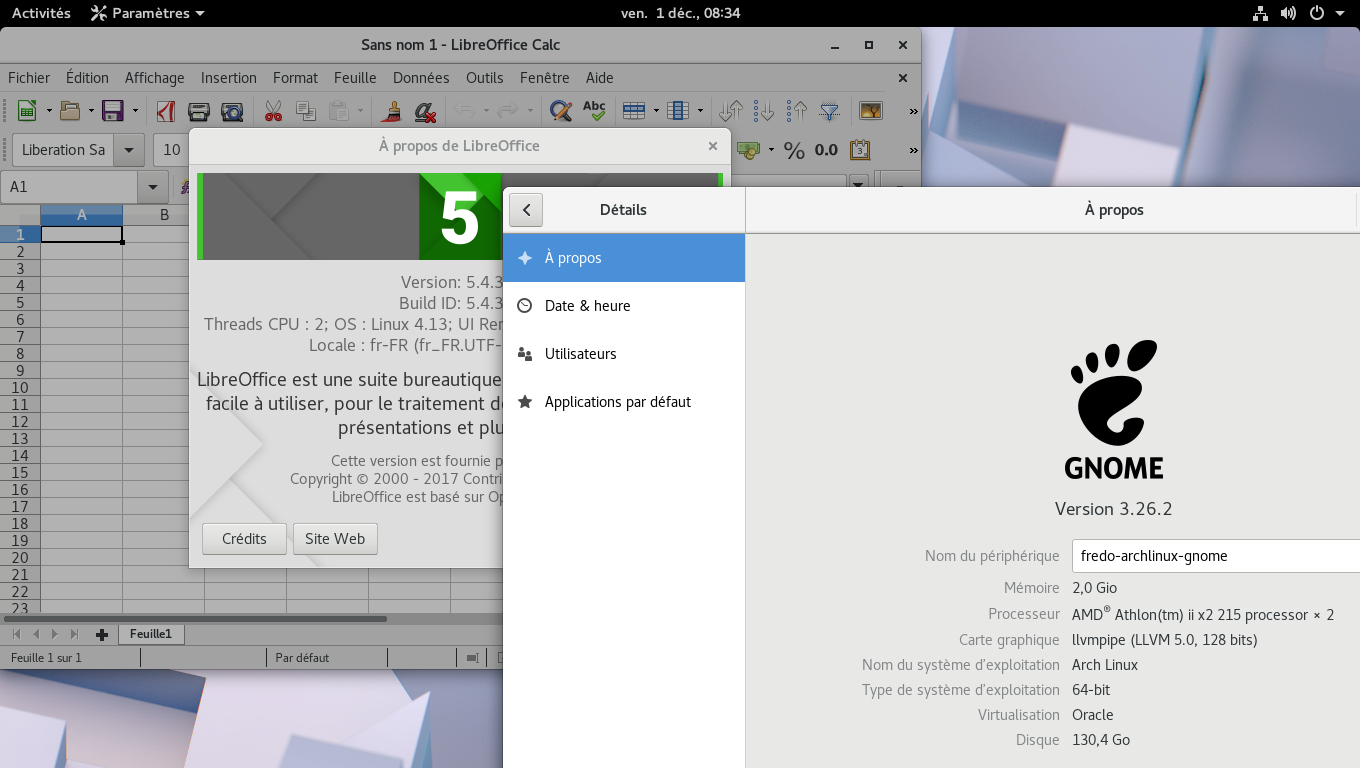 Activités
Paramètres
ven. 1 déc., 08:34
Sans nom 1 - LibreOffice Calc
Fichier Édition Affichage Insertion Format Feuille Données Outils Fenêtre Aide
Abc
Liberation Sa
10
% 0.0
A1
À propos de LibreOffice
5
Version: 5.4.3
Build ID: 5.4.3
Threads CPU : 2; OS : Linux 4.13; UI Ren
Locale : fr-FR (fr_FR.UTF-
LibreOffice est une suite bureautique
facile à utiliser, pour le traitement d
présentations et plu
Cette version est fournie p
Copyright © 2000 - 2017 Contri
LibreOffice est basé sur Op
Crédits
Site Web
A B
1
2
3
4
5
6
7
8
9
10
11
12
13
14
15
16
17
18
19
20
21
22
23
Feuille1
Feuille 1 sur 1
Par défaut
Détails
À propos
À propos
Date & heure
Utilisateurs
Applications par défaut
GNOME
Version 3.26.2
Nom du périphérique fredo-archlinux-gnome
Mémoire 2,0 Gio
Processeur AMD® Athlon(tm) ii x2 215 processor × 2
Carte graphique llvmpipe (LLVM 5.0, 128 bits)
Nom du système d'exploitation Arch Linux
Type de système d'exploitation 64-bit
Virtualisation Oracle
Disque 130,4 Go